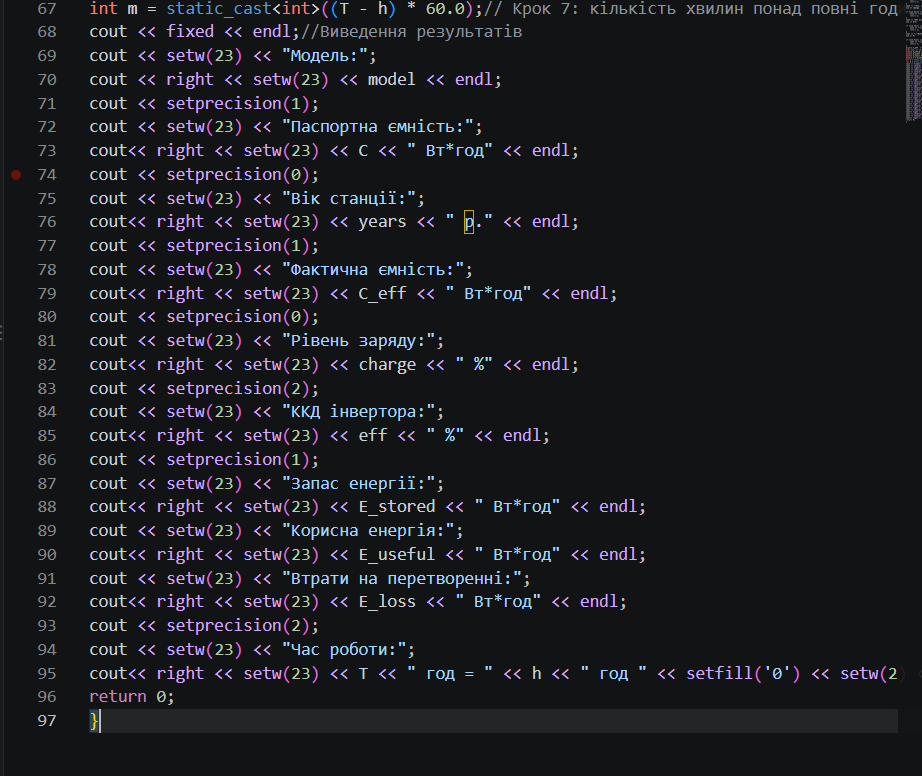 67 int m = static_cast<int>((T - h) * 60.0);// Крок 7: кількість хвилин понад повні год
68 cout << fixed << endl;//Виведення результатів
69 cout << setw(23) << "Модель:";
70 cout << right << setw(23) << model << endl;
71 cout << setprecision(1);
72 cout << setw(23) << "Паспортна ємність:";
73 cout<< right << setw(23) << C << " Вт*год" << endl;
74 cout << setprecision(0);
75 cout << setw(23) << "Вік станції:";
76 cout<< right << setw(23) << years << " р." << endl;
77 cout << setprecision(1);
78 cout << setw(23) << "Фактична ємність:";
79 cout<< right << setw(23) << C_eff << " Вт*год" << endl;
80 cout << setprecision(0);
81 cout << setw(23) << "Рівень заряду:";
82 cout<< right << setw(23) << charge << " %" << endl;
83 cout << setprecision(2);
84 cout << setw(23) << "ККД інвертора:";
85 cout<< right << setw(23) << eff << " %" << endl;
86 cout << setprecision(1);
87 cout << setw(23) << "Запас енергії:";
88 cout<< right << setw(23) << E_stored << " Вт*год" << endl;
89 cout << setw(23) << "Корисна енергія:";
90 cout<< right << setw(23) << E_useful << " Вт*год" << endl;
91 cout << setw(23) << "Втрати на перетворенні:";
92 cout<< right << setw(23) << E_loss << " Вт*год" << endl;
93 cout << setprecision(2);
94 cout << setw(23) << "Час роботи:";
95 cout<< right << setw(23) << T << " год = " << h << " год " << setfill('0') << setw(2)
96 return 0;
97 }